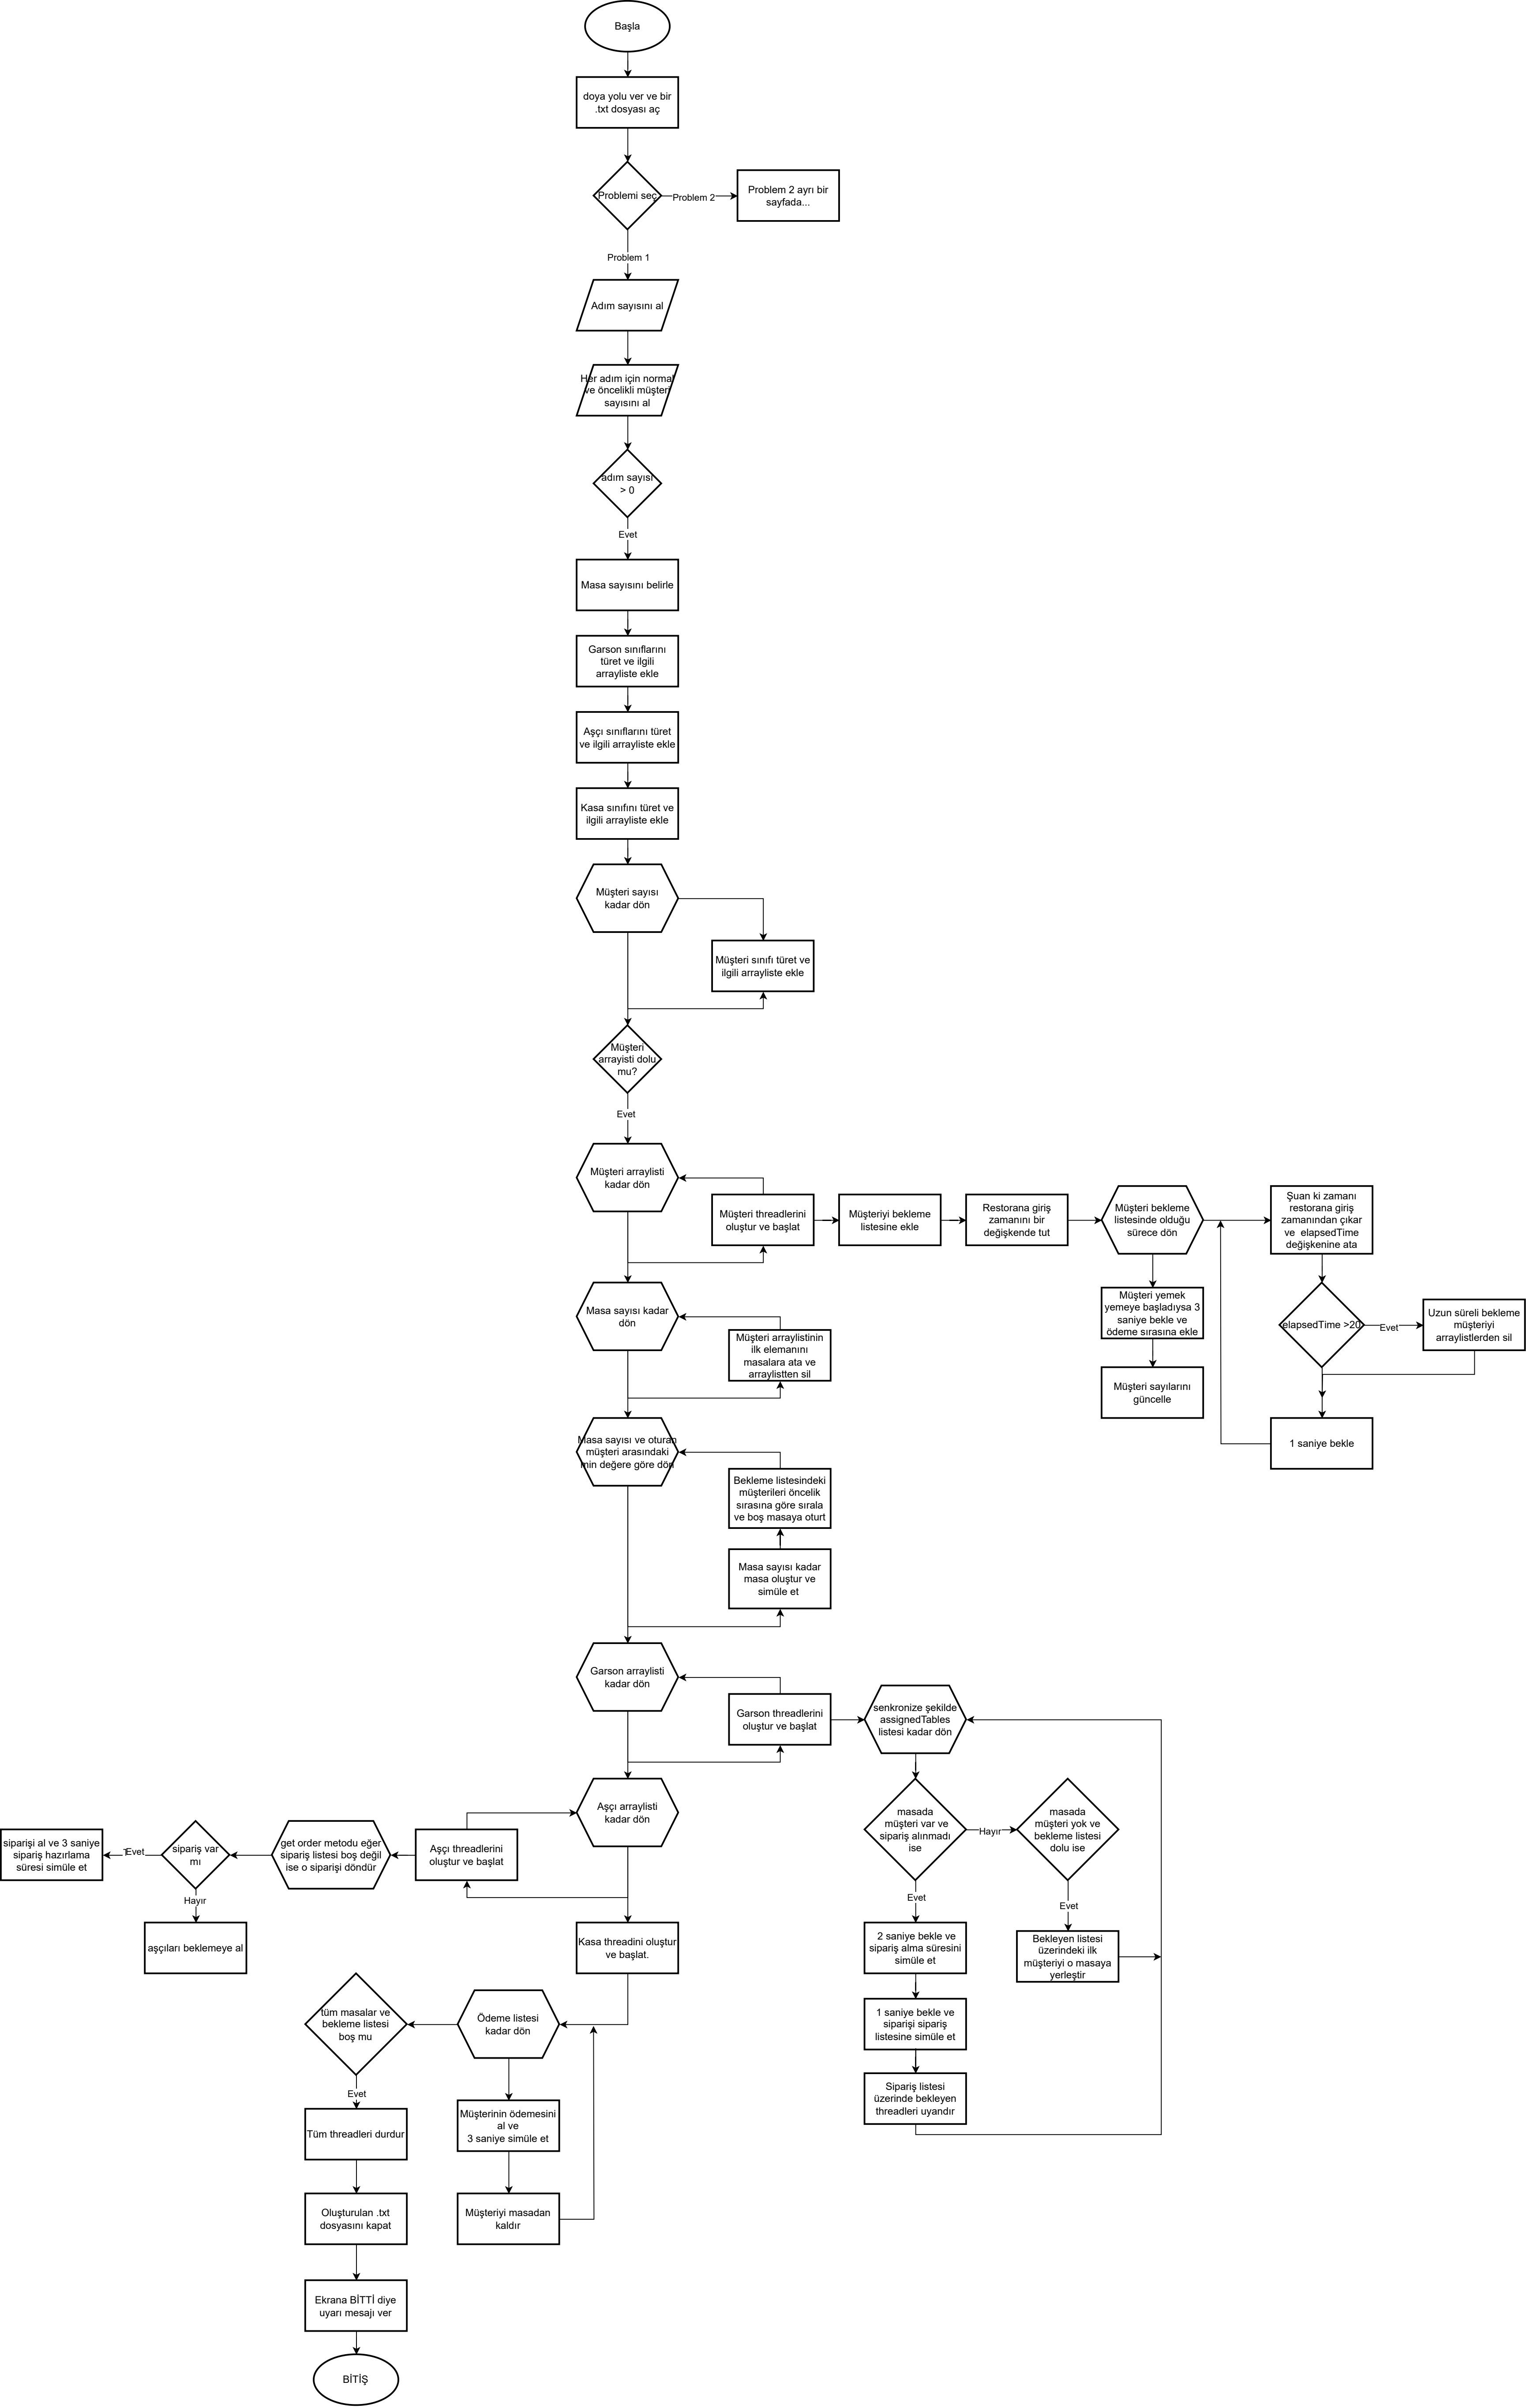 Başla
doya yolu ver ve bir
.txt dosyası aç
Problemi seç
Problem 2
Problem 2 ayrı bir
sayfada...
Problem 1
Adım sayısını al
Her adım için normal
ve öncelikli müşteri
sayısını al
adım sayısı
> 0
Evet
Masa sayısını belirle
Garson sınıflarını
türet ve ilgili
arrayliste ekle
Aşçı sınıflarını türet
ve ilgili arrayliste ekle
Kasa sınıfını türet ve
ilgili arrayliste ekle
Müşteri sayısı
kadar dön
Müşteri sınıfı türet ve
ilgili arrayliste ekle
Müşteri
arrayisti dolu
mu?
Evet
Müşteri arraylisti
kadar dön
Müşteri threadlerini
oluştur ve başlat
Müşteriyi bekleme
listesine ekle
Restorana giriş
zamanını bir
değişkende tut
Müşteri bekleme
listesinde olduğu
sürece dön
Şuan ki zamanı
restorana giriş
zamanından çıkar
ve elapsedTime
değişkenine ata
Müşteri yemek
yemeye başladıysa 3
saniye bekle ve
ödeme sırasına ekle
Müşteri sayılarını
güncelle
elapsedTime >20
Evet
Uzun süreli bekleme
müşteriyi
arraylistlerden sil
1 saniye bekle
Masa sayısı kadar
dön
Müşteri arraylistinin
ilk elemanını
masalara ata ve
arraylistten sil
Masa sayısı ve oturan
müşteri arasındaki
min değere göre dön
Bekleme listesindeki
müşterileri öncelik
sırasına göre sırala
ve boş masaya oturt
Masa sayısı kadar
masa oluştur ve
simüle et
Garson arraylisti
kadar dön
Garson threadlerini
oluştur ve başlat
senkronize şekilde
assignedTables
listesi kadar dön
masada
müşteri var ve
sipariş alınmadı
ise
Hayır
masada
müşteri yok ve
bekleme listesi
dolu ise
Evet
Evet
2 saniye bekle ve
sipariş alma süresini
simüle et
Bekleyen listesi
üzerindeki ilk
müşteriyi o masaya
yerleştir
1 saniye bekle ve
siparişi sipariş
listesine simüle et
Sipariş listesi
üzerinde bekleyen
threadleri uyandır
Aşçı arraylisti
kadar dön
Aşçı threadlerini
oluştur ve başlat
get order metodu eğer
sipariş listesi boş değil
ise o siparişi döndür
sipariş var
mı
Evet
siparişi al ve 3 saniye
sipariş hazırlama
süresi simüle et
Hayır
aşçıları beklemeye al
Kasa threadini oluştur
ve başlat.
Ödeme listesi
kadar dön
tüm masalar ve
bekleme listesi
boş mu
Evet
Müşterinin ödemesini
al ve
3 saniye simüle et
Müşteriyi masadan
kaldır
Tüm threadleri durdur
Oluşturulan .txt
dosyasını kapat
Ekrana BİTTİ diye
uyarı mesajı ver
BİTİŞ